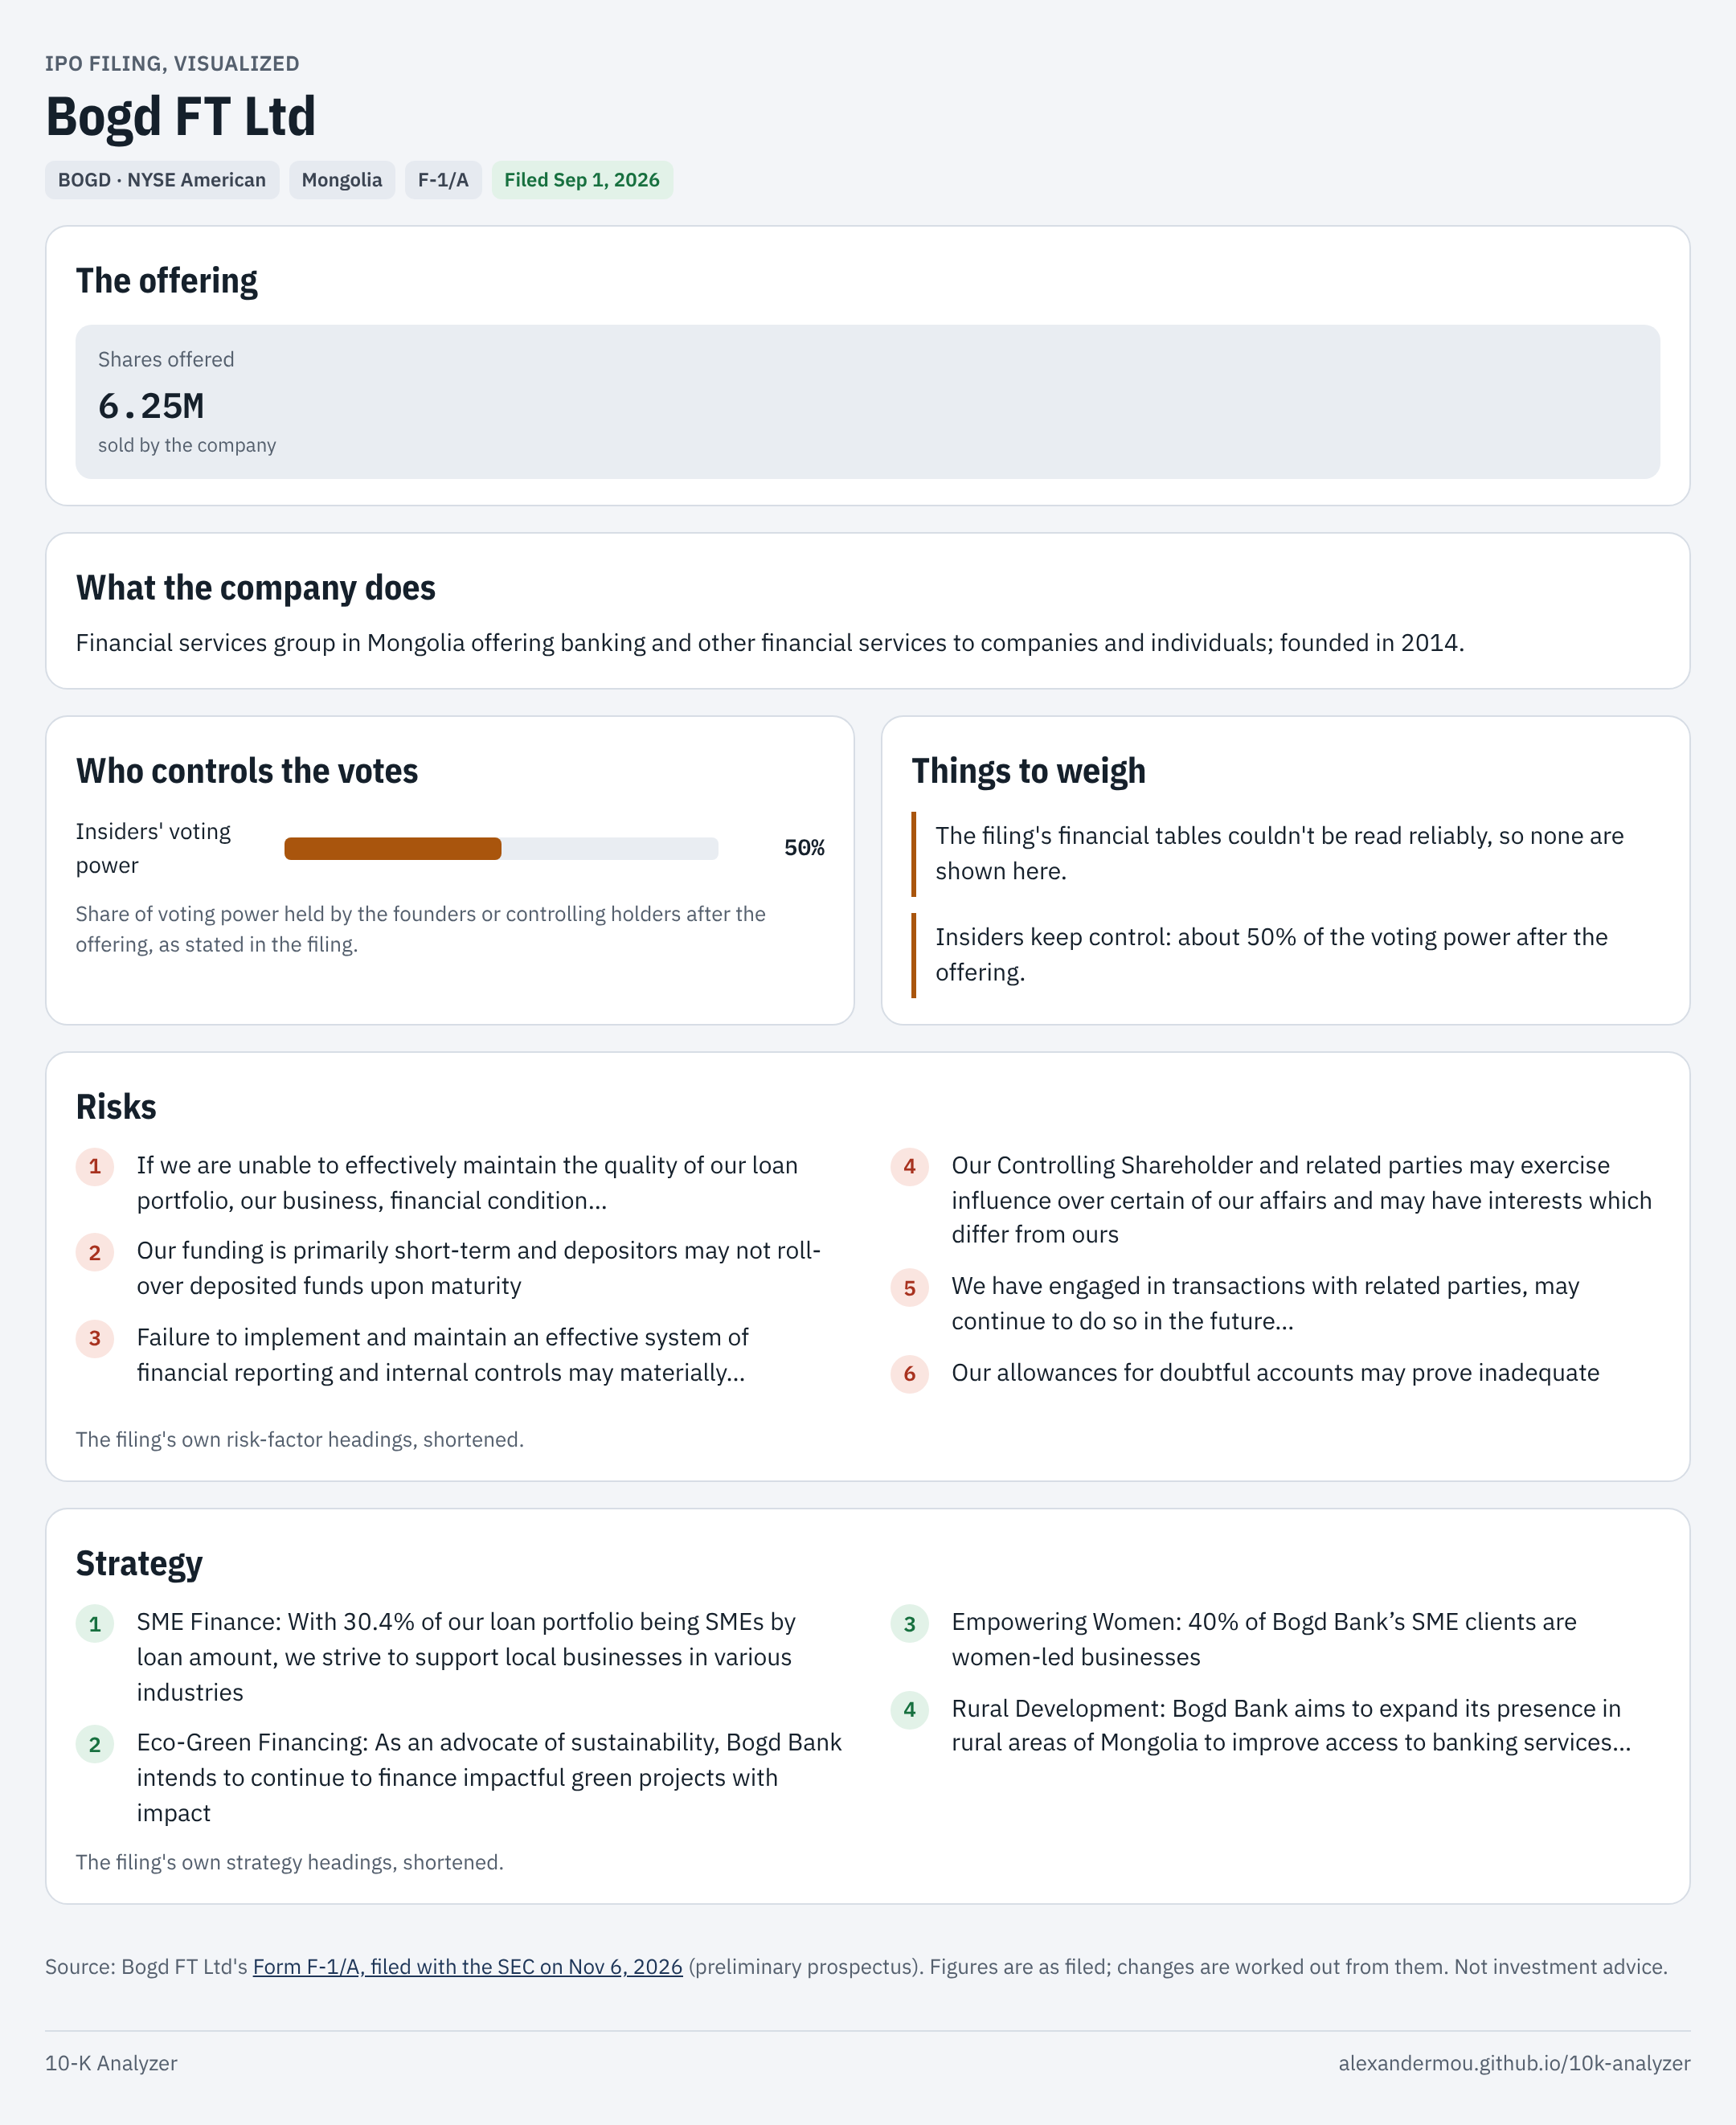 IPO FILING, VISUALIZED
Bogd FT Ltd
BOGD · NYSE American
Mongolia
F-1/A
Filed Sep 1, 2026
The offering
Shares offered
6.25M
sold by the company
What the company does
Financial services group in Mongolia offering banking and other financial services to companies and individuals; founded in 2014.
Who controls the votes
Insiders' voting
power
50%
Share of voting power held by the founders or controlling holders after the
offering, as stated in the filing.
Things to weigh
The filing's financial tables couldn't be read reliably, so none are
shown here.
Insiders keep control: about 50% of the voting power after the
offering.
Risks
1 If we are unable to effectively maintain the quality of our loan
portfolio, our business, financial condition…
2 Our funding is primarily short-term and depositors may not roll-
over deposited funds upon maturity
3 Failure to implement and maintain an effective system of
financial reporting and internal controls may materially…
4 Our Controlling Shareholder and related parties may exercise
influence over certain of our affairs and may have interests which
differ from ours
5 We have engaged in transactions with related parties, may
continue to do so in the future…
6 Our allowances for doubtful accounts may prove inadequate
The filing's own risk-factor headings, shortened.
Strategy
1 SME Finance: With 30.4% of our loan portfolio being SMEs by
loan amount, we strive to support local businesses in various
industries
2 Eco-Green Financing: As an advocate of sustainability, Bogd Bank
intends to continue to finance impactful green projects with
impact
3 Empowering Women: 40% of Bogd Bank’s SME clients are
women-led businesses
4 Rural Development: Bogd Bank aims to expand its presence in
rural areas of Mongolia to improve access to banking services…
The filing's own strategy headings, shortened.
Source: Bogd FT Ltd's Form F-1/A, filed with the SEC on Nov 6, 2026 (preliminary prospectus). Figures are as filed; changes are worked out from them. Not investment advice.
10-K Analyzer
alexandermou.github.io/10k-analyzer